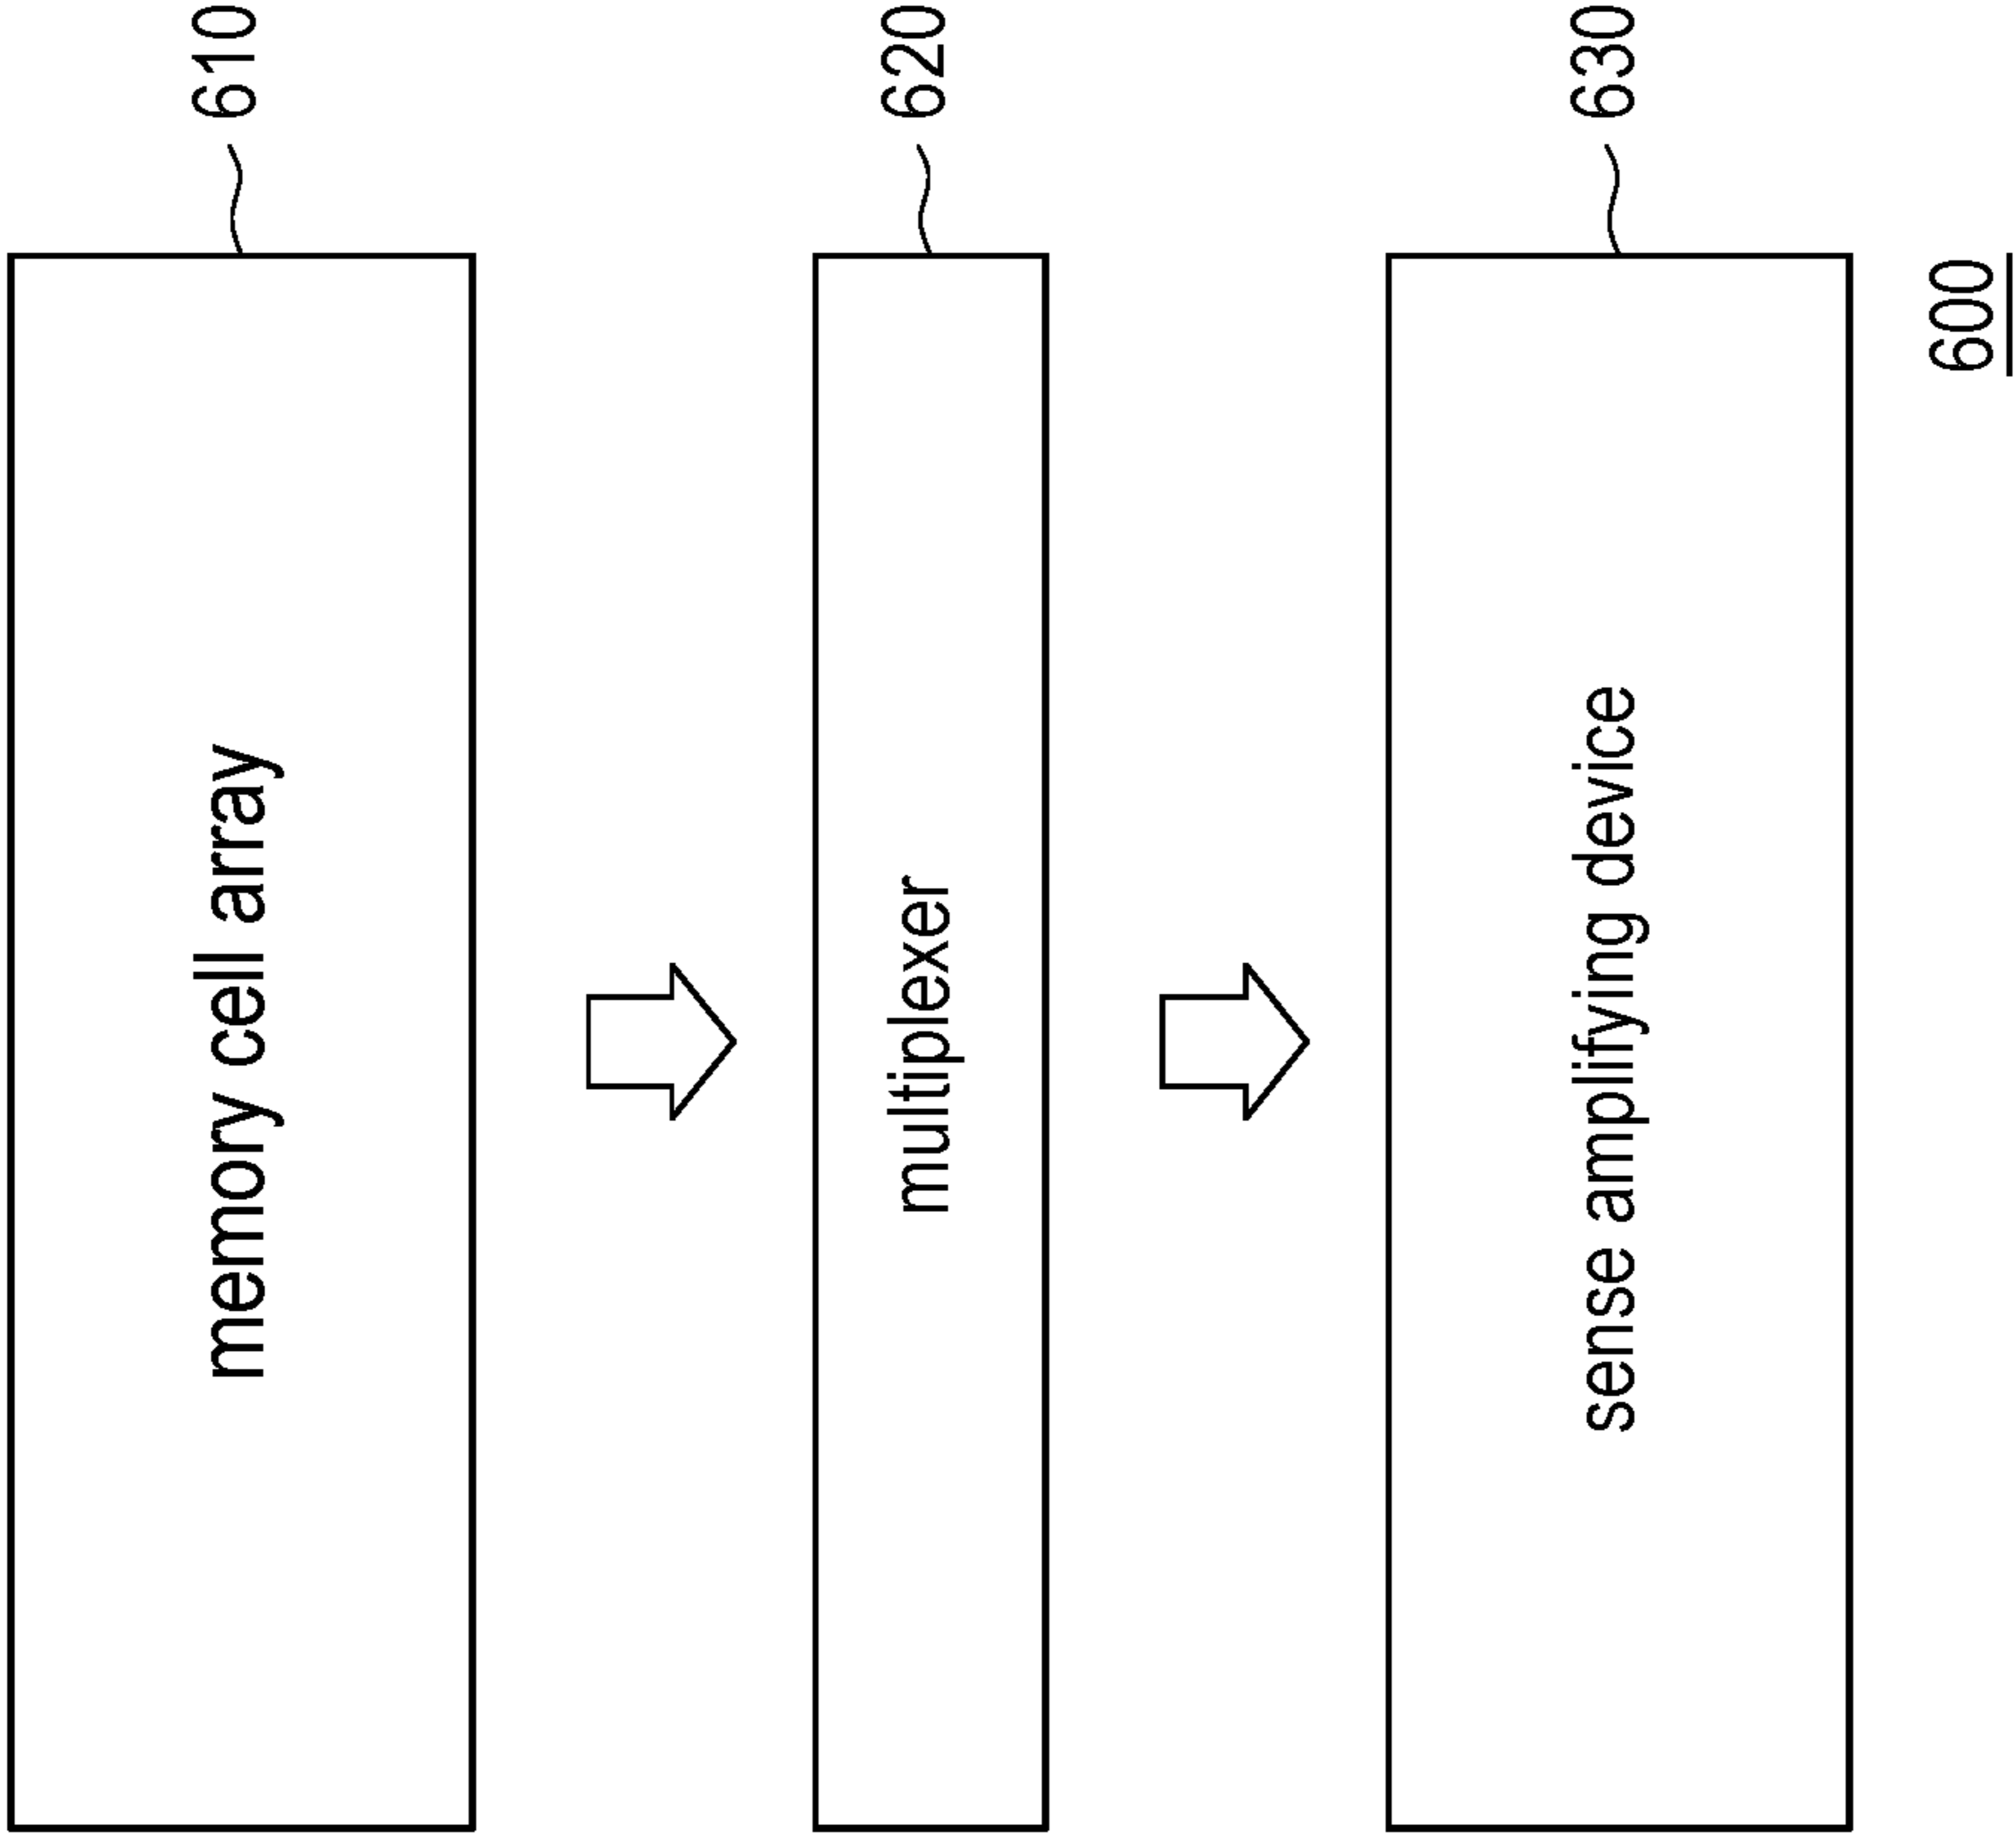 memory cell array
610
multiplexer
620
sense amplifying device
630
600